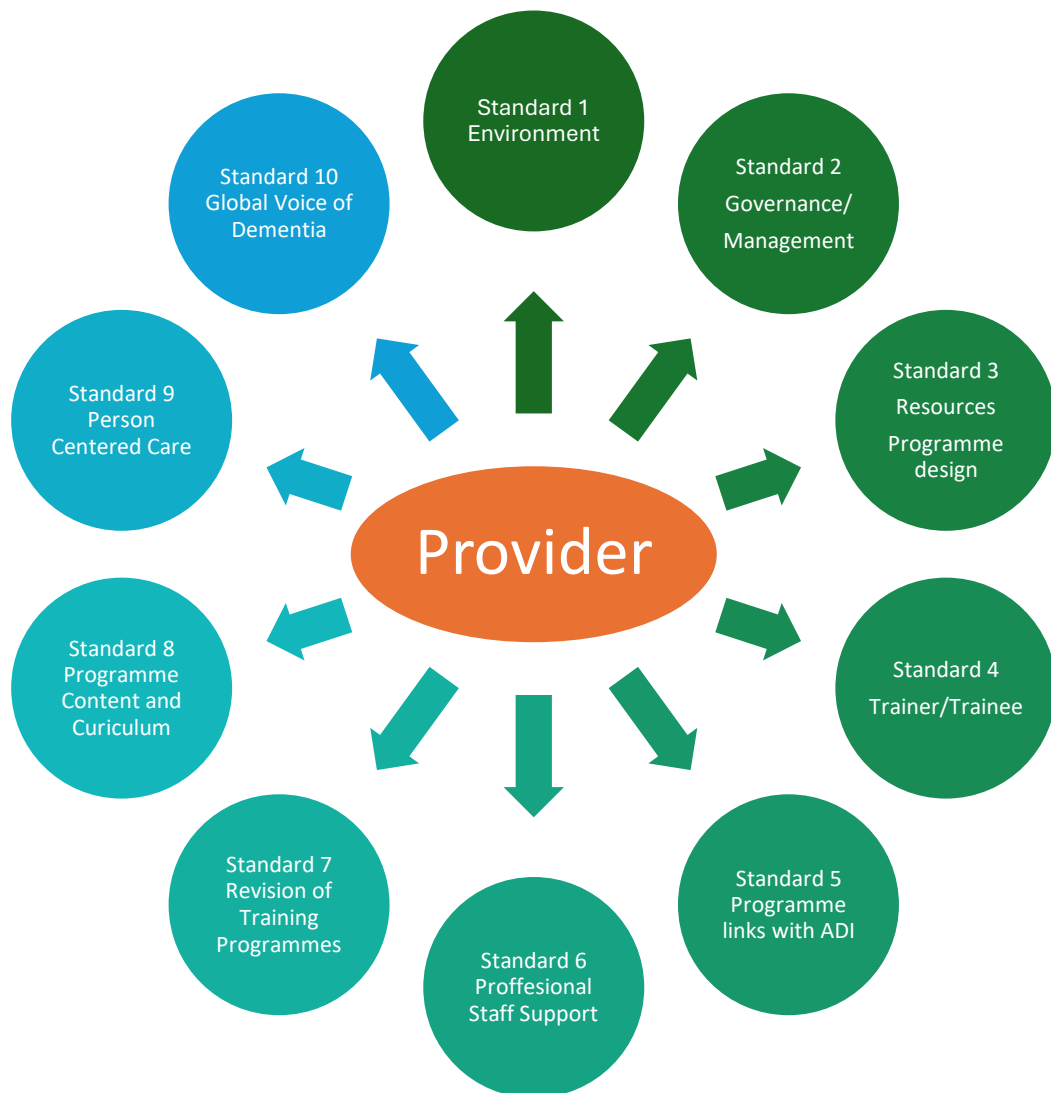 Standard 1
Environment
Standard 2
Governance/
Management
Standard 3
Resources
Programme
design
Standard 4
Trainer/Trainee
Standard 5
Programme
links with ADI
Standard 6
Proffesional
Staff Support
Standard 7
Revision of
Training
Programmes
Standard 8
Programme
Content and
Curiculum
Standard 9
Person
Centered Care
Standard 10
Global Voice of
Dementia
Provider